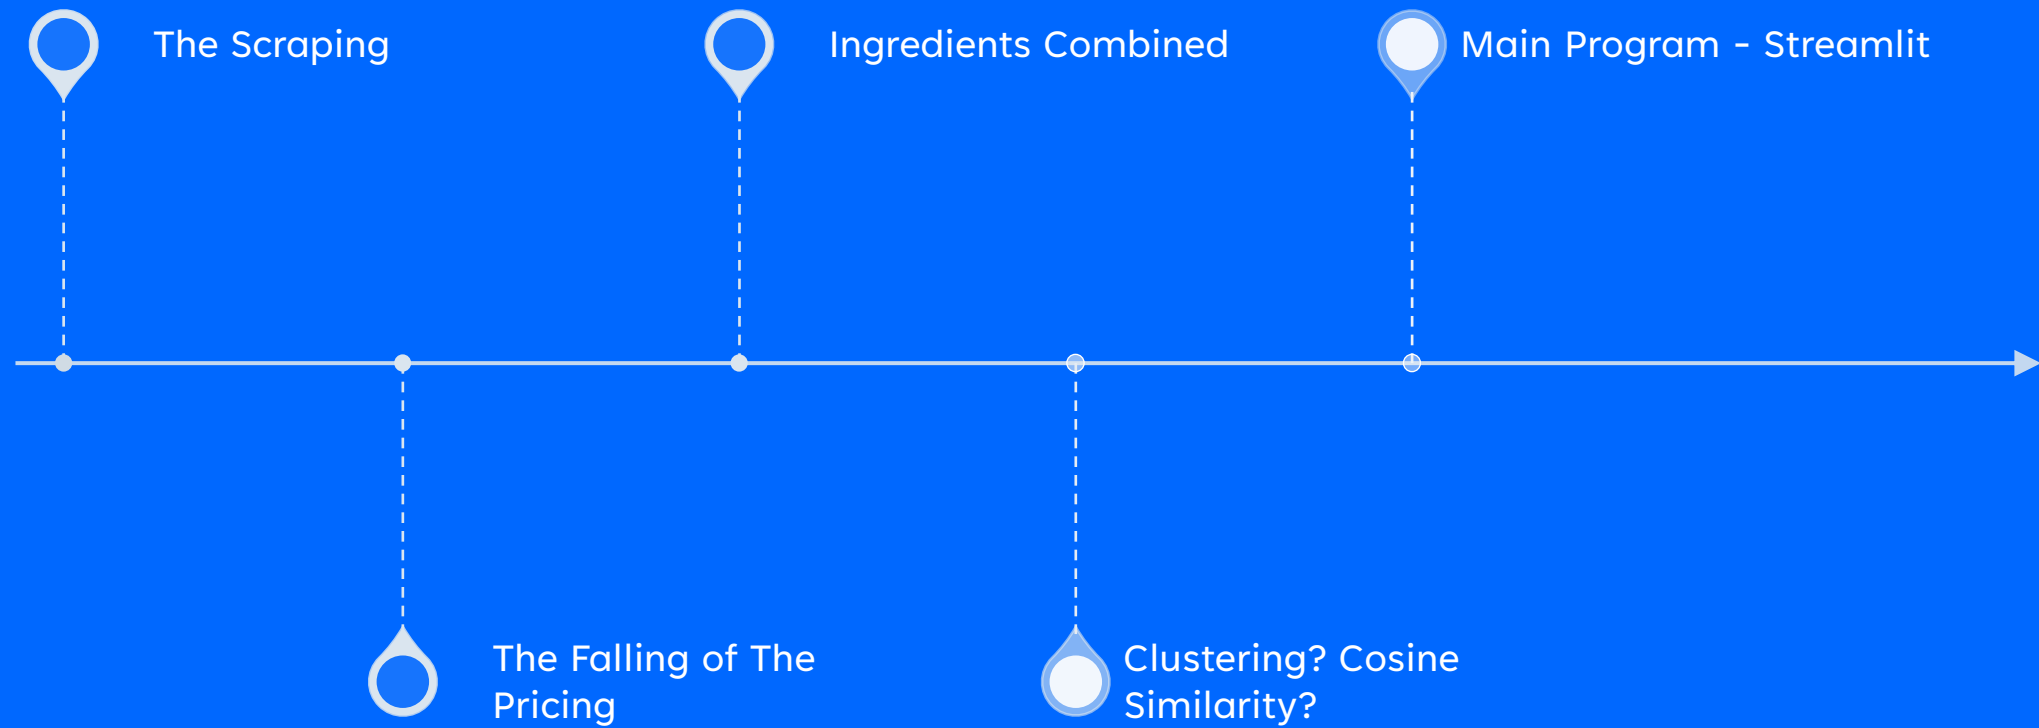 The Scraping
Ingredients Combined
Main Program - Streamlit
The Falling of The
Pricing
Clustering? Cosine
Similarity?